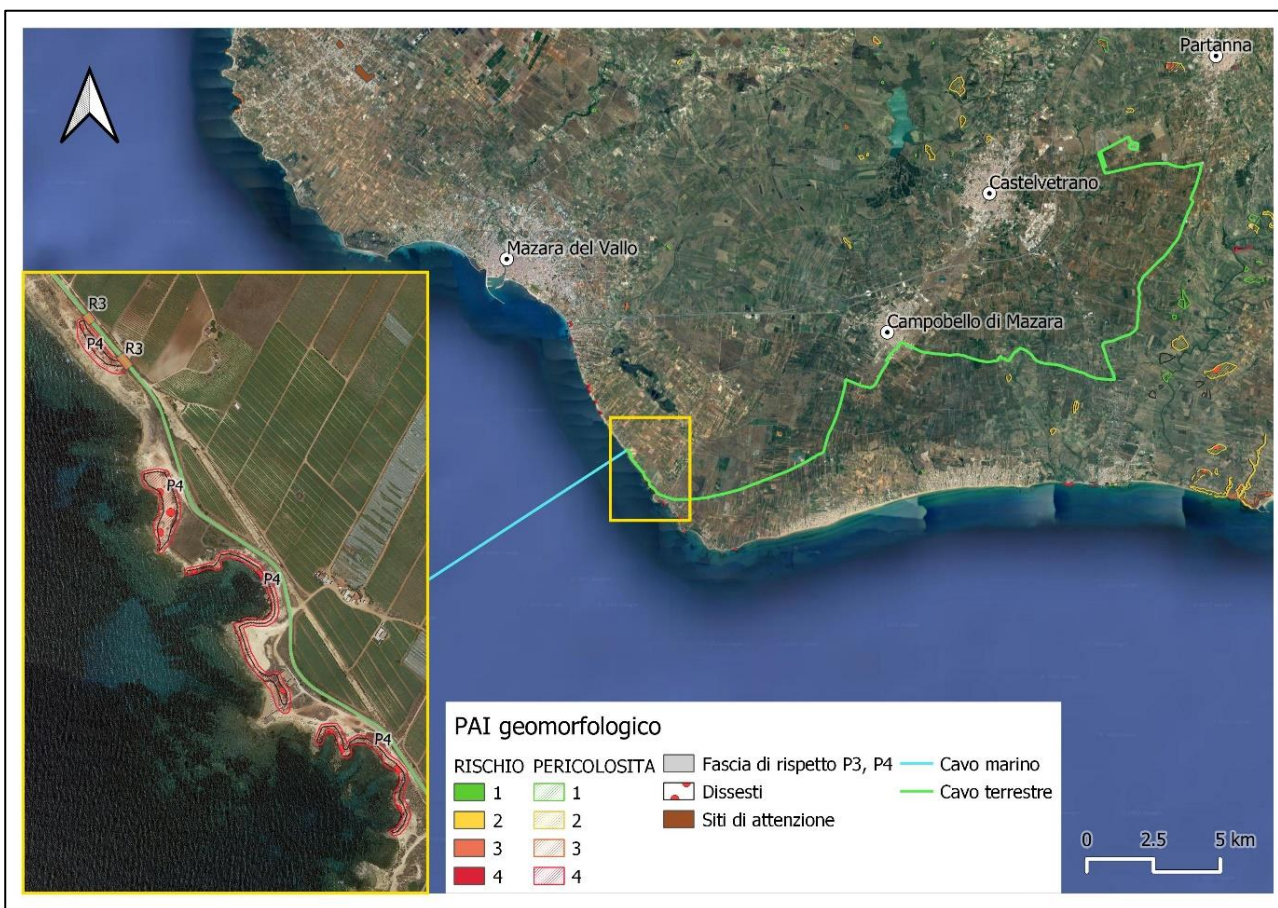 Partanna
Castelvetrano
Mazara del Vallo
Campobello di Mazara
R3
P4
R3
P4
P4
P4
PAI geomorfologico
RISCHIO PERICOLOSITA
1 1
2 2
3 3
4 4
Fascia di rispetto P3, P4
Dissesti
Siti di attenzione
Cavo marino
Cavo terrestre
0 2.5 5 km